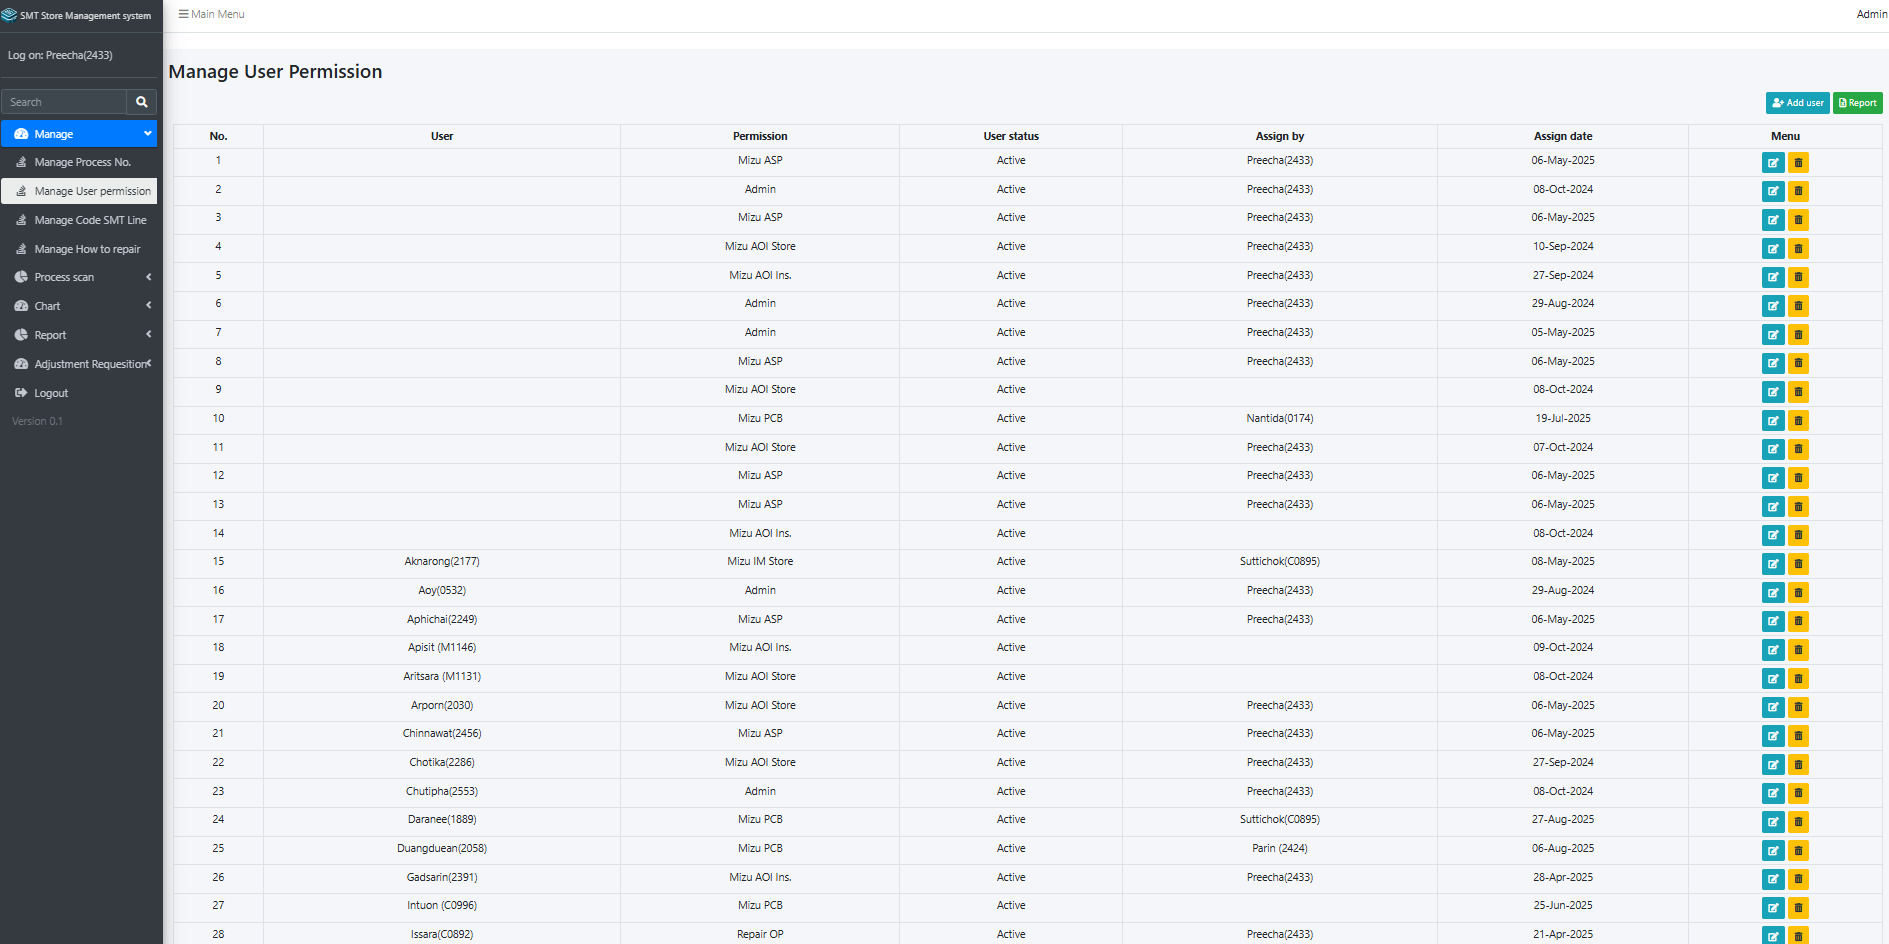 SMT Store Management system
Main Menu
Admin
Log on: Preecha(2433)
Search
Manage
Manage Process No.
Manage User permission
Manage Code SMT Line
Manage How to repair
Process scan
Chart
Report
Adjustment Requesition
Logout
Version 0.1
Manage User Permission
Add user Report
No. User Permission User status Assign by Assign date Menu
1 Mizu ASP Active Preecha(2433) 06-May-2025
2 Admin Active Preecha(2433) 08-Oct-2024
3 Mizu ASP Active Preecha(2433) 06-May-2025
4 Mizu AOI Store Active Preecha(2433) 10-Sep-2024
5 Mizu AOI Ins. Active Preecha(2433) 27-Sep-2024
6 Admin Active Preecha(2433) 29-Aug-2024
7 Admin Active Preecha(2433) 05-May-2025
8 Mizu ASP Active Preecha(2433) 06-May-2025
9 Mizu AOI Store Active 08-Oct-2024
10 Mizu PCB Active Nantida(0174) 19-Jul-2025
11 Mizu AOI Store Active Preecha(2433) 07-Oct-2024
12 Mizu ASP Active Preecha(2433) 06-May-2025
13 Mizu ASP Active Preecha(2433) 06-May-2025
14 Mizu AOI Ins. Active 08-Oct-2024
15 Aknarong(2177) Mizu IM Store Active Suttichok(C0895) 08-May-2025
16 Aoy(0532) Admin Active Preecha(2433) 29-Aug-2024
17 Aphichai(2249) Mizu ASP Active Preecha(2433) 06-May-2025
18 Apisit (M1146) Mizu AOI Ins. Active 09-Oct-2024
19 Aritsara (M1131) Mizu AOI Store Active 08-Oct-2024
20 Arporn(2030) Mizu AOI Store Active Preecha(2433) 06-May-2025
21 Chinnawat(2456) Mizu ASP Active Preecha(2433) 06-May-2025
22 Chotika(2286) Mizu AOI Store Active Preecha(2433) 27-Sep-2024
23 Chutipha(2553) Admin Active Preecha(2433) 08-Oct-2024
24 Daranee(1889) Mizu PCB Active Suttichok(C0895) 27-Aug-2025
25 Duangduean(2058) Mizu PCB Active Parin (2424) 06-Aug-2025
26 Gadsarin(2391) Mizu AOI Ins. Active Preecha(2433) 28-Apr-2025
27 Intuon (C0996) Mizu PCB Active 25-Jun-2025
28 Issara(C0892) Repair OP Active Preecha(2433) 21-Apr-2025